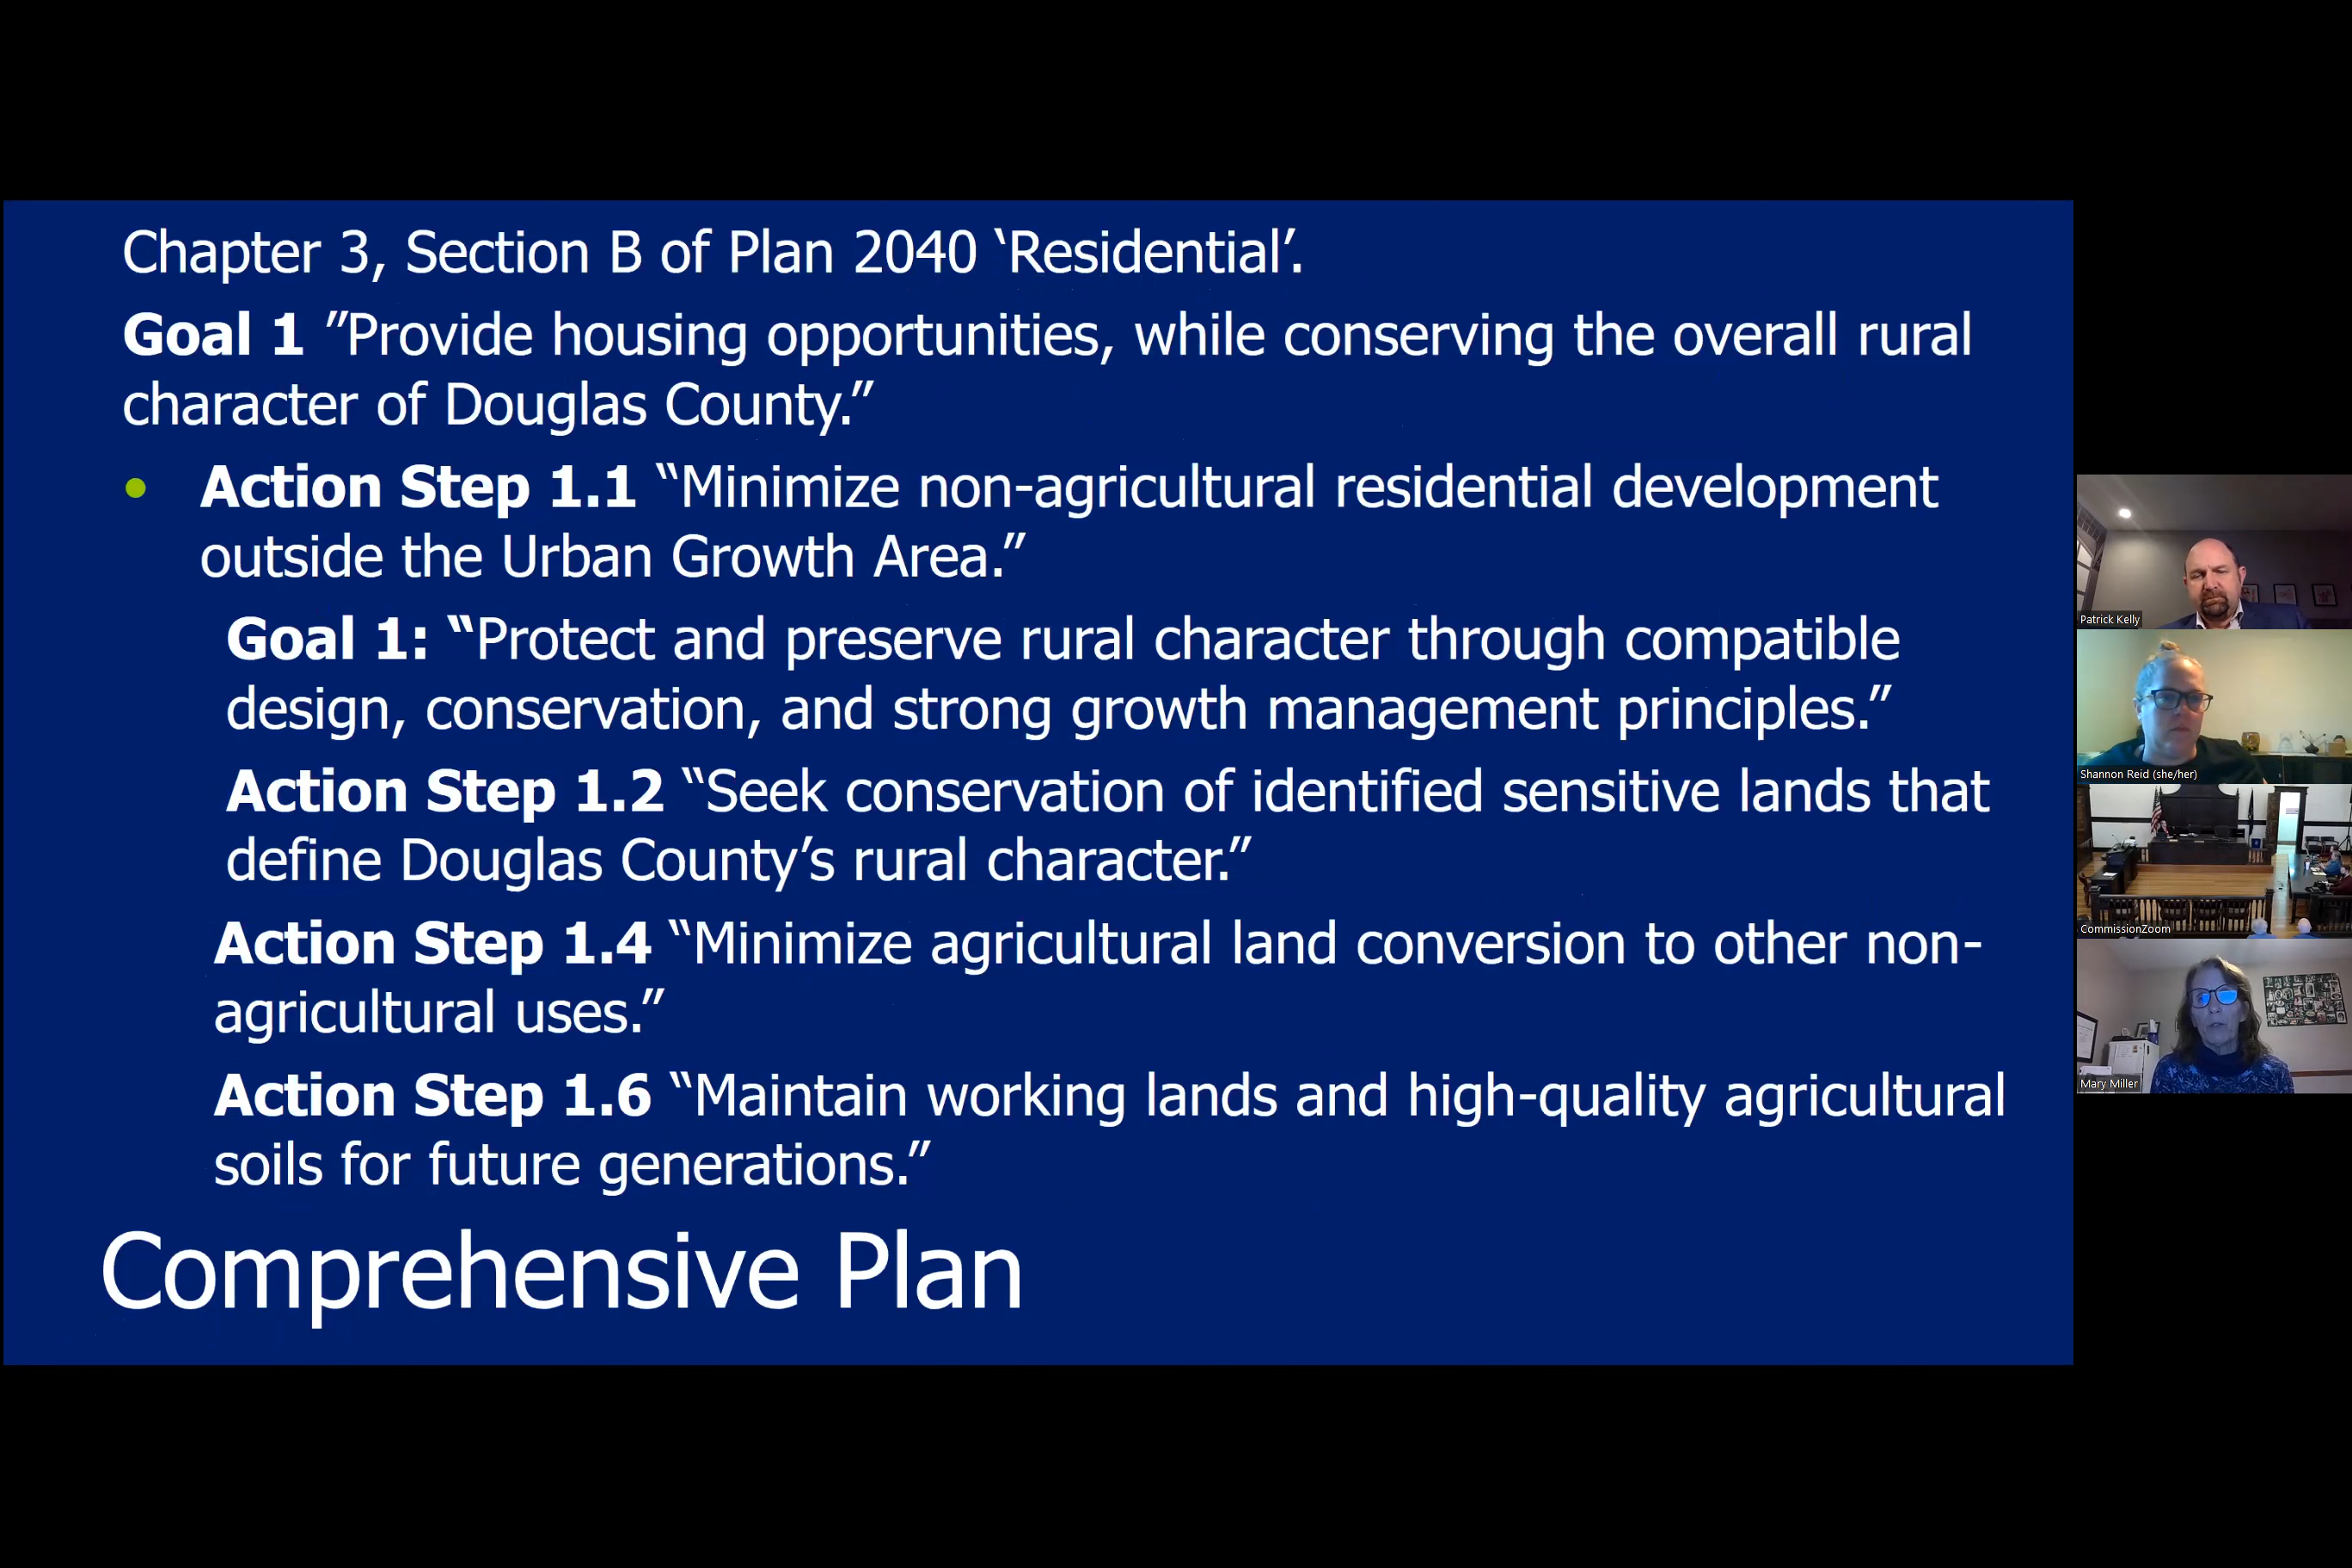 Chapter 3, Section B of Plan 2040 ‘Residential’.
Goal 1 ”Provide housing opportunities, while conserving the overall rural
character of Douglas County.”
• Action Step 1.1 “Minimize non-agricultural residential development
outside the Urban Growth Area.”
Goal 1: “Protect and preserve rural character through compatible
design, conservation, and strong growth management principles.”
Action Step 1.2 “Seek conservation of identified sensitive lands that
define Douglas County’s rural character.”
Action Step 1.4 “Minimize agricultural land conversion to other non-
agricultural uses.”
Action Step 1.6 “Maintain working lands and high-quality agricultural
soils for future generations.”
Comprehensive Plan
Patrick Kelly
Shannon Reid (she/her)
CommissionZoom
Mary Miller